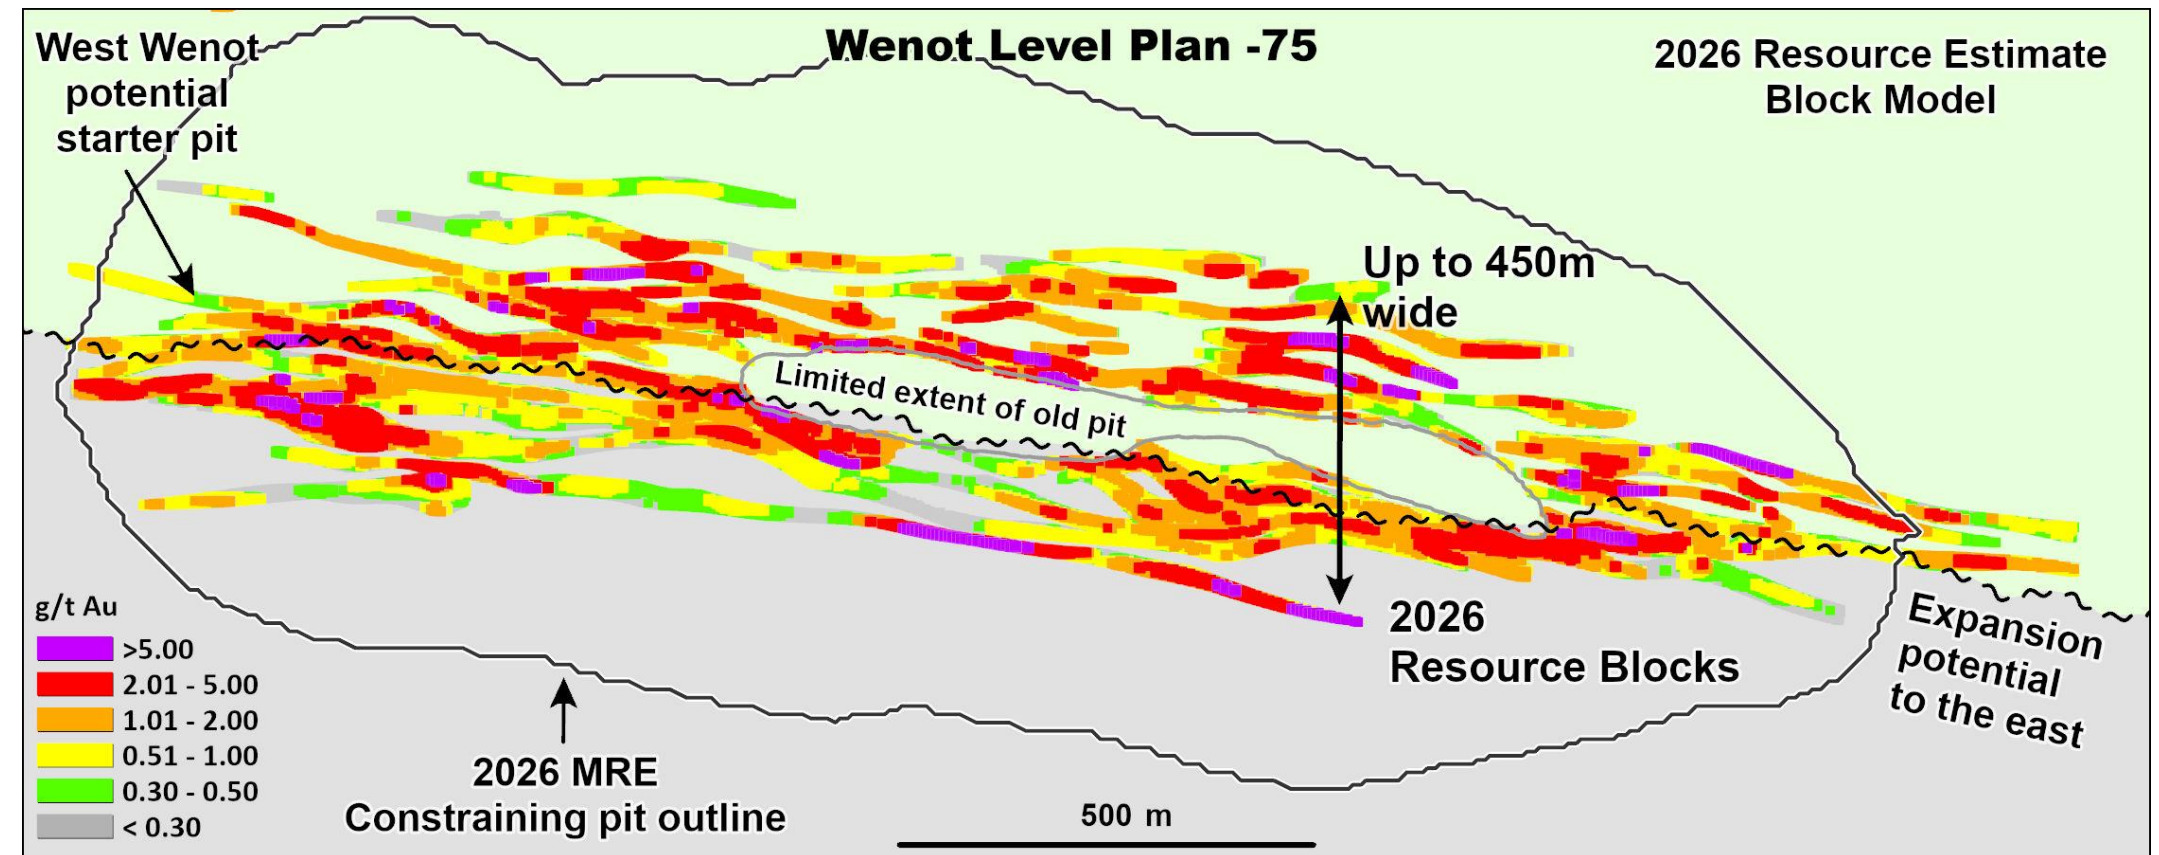 Wenot Level Plan -75
West Wenot
potential
starter pit
2026 Resource Estimate
Block Model
Up to 450m
wide
Limited extent of old pit
2026
Resource Blocks
Expansion
potential
to the east
g/t Au
>5.00
2.01 - 5.00
1.01 - 2.00
0.51 - 1.00
0.30 - 0.50
< 0.30
2026 MRE
Constraining pit outline
500 m